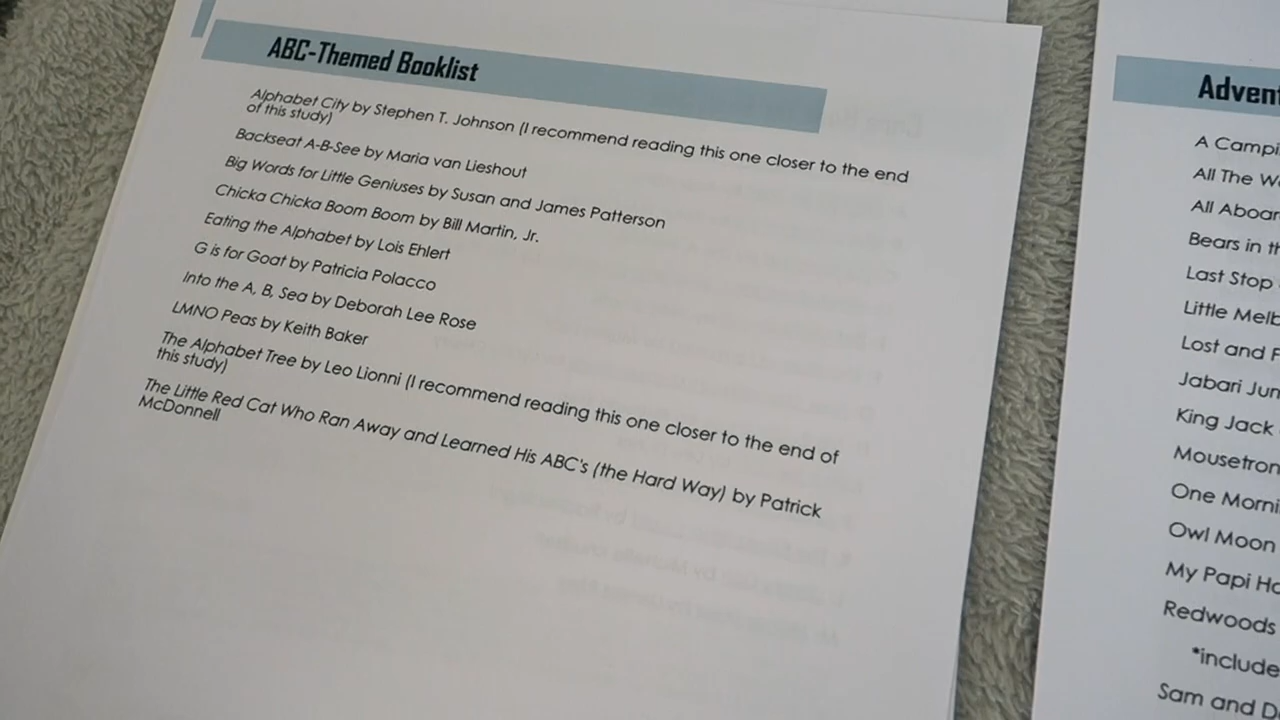 ABC-Themed Booklist
Alphabet City by Stephen T. Johnson (I recommend reading this one closer to the end
of this study)
Backseat A-B-See by Maria van Lieshout
Big Words for Little Geniuses by Susan and James Patterson
Chicka Chicka Boom Boom by Bill Martin, Jr.
Eating the Alphabet by Lois Ehlert
G is for Goat by Patricia Polacco
Into the A, B, Sea by Deborah Lee Rose
LMNO Peas by Keith Baker
The Alphabet Tree by Leo Lionni (I recommend reading this one closer to the end of
this study)
The Little Red Cat Who Ran Away and Learned His ABC's (the Hard Way) by Patrick
McDonnell
Advent
A Campi
All The W
All Aboar
Bears in th
Last Stop
Little Melb
Lost and F
Jabari Jum
King Jack
Mousetron
One Morni
Owl Moon
My Papi Ha
Redwoods
*include
Sam and D